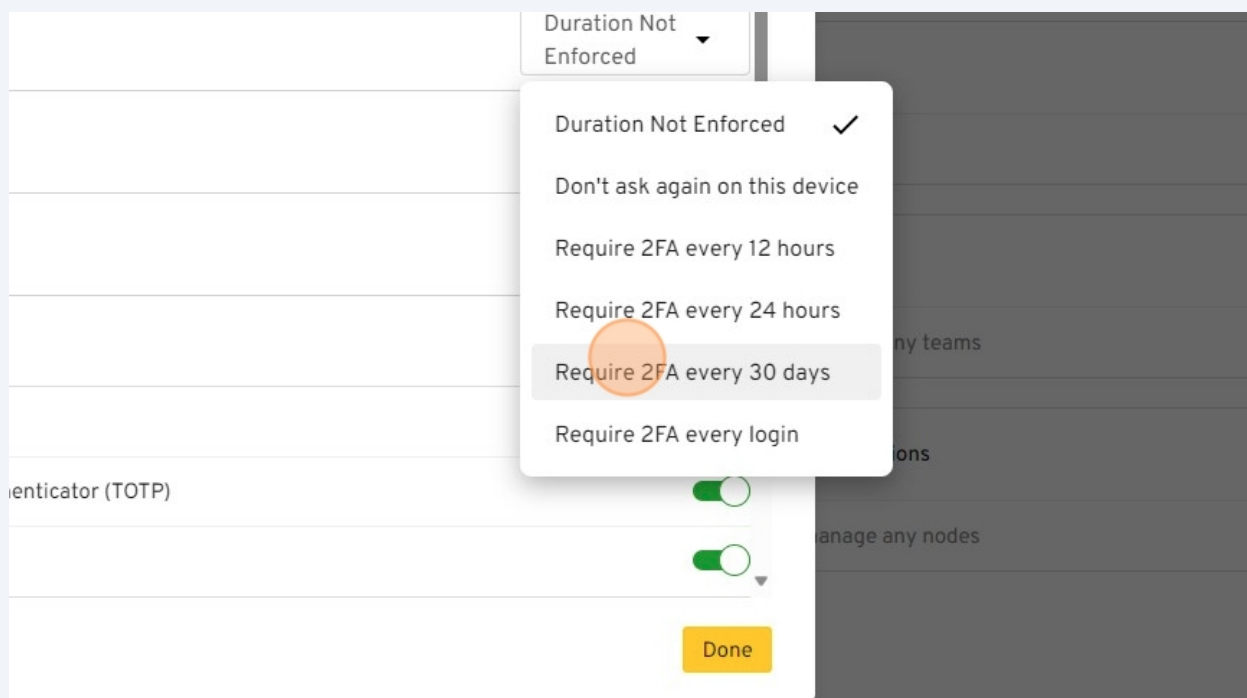 Duration Not
Enforced
Duration Not Enforced
Don't ask again on this device
Require 2FA every 12 hours
Require 2FA every 24 hours
Require 2FA every 30 days
ny teams
Require 2FA every login
ions
enticator (TOTP)
anage any nodes
Done